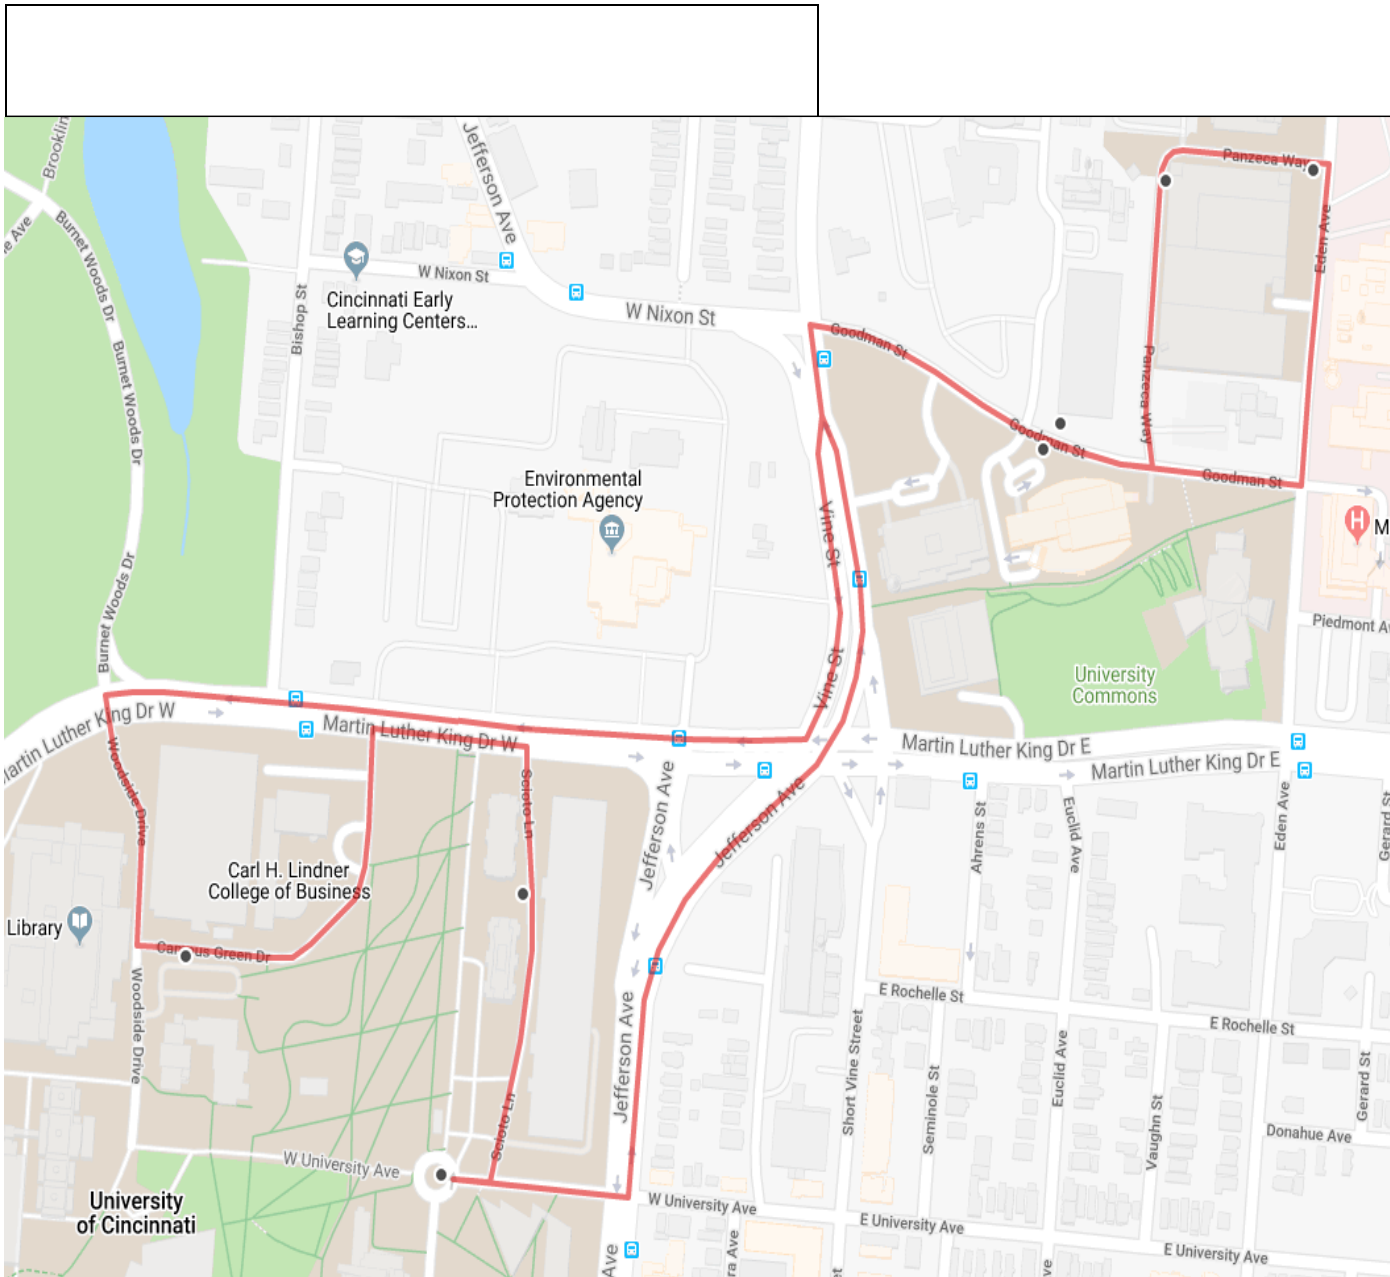 Brooklin
Jefferson Ave
Panzeca Way
Eden Ave
e Ave
Burnet Woods Dr
W Nixon St
Cincinnati Early
Learning Centers...
Bishop St
W Nixon St
Goodman St
Burnet Woods Dr
Panzeca Way
Goodman St
Goodman St
Environmental
Protection Agency
Vine St
H
M
Burnet Woods Dr
Piedmont Av
Vine St
University
Commons
Martin Luther King Dr W
Martin Luther King Dr W
Martin Luther King Dr E
Martin Luther King Dr E
Woodside Drive
Scioto Ln
Jefferson Ave
Jefferson Ave
Ahrens St
Euclid Ave
Eden Ave
Gerard St
Carl H. Lindner
College of Business
Library
Campus Green Dr
Woodside Drive
E Rochelle St
E Rochelle St
Jefferson Ave
Short Vine Street
Seminole St
Euclid Ave
Vaughn St
Gerard St
Donahue Ave
Scioto Ln
W University Ave
University
of Cincinnati
W University Ave
E University Ave
E University Ave
Ave
ra Ave
et
ve